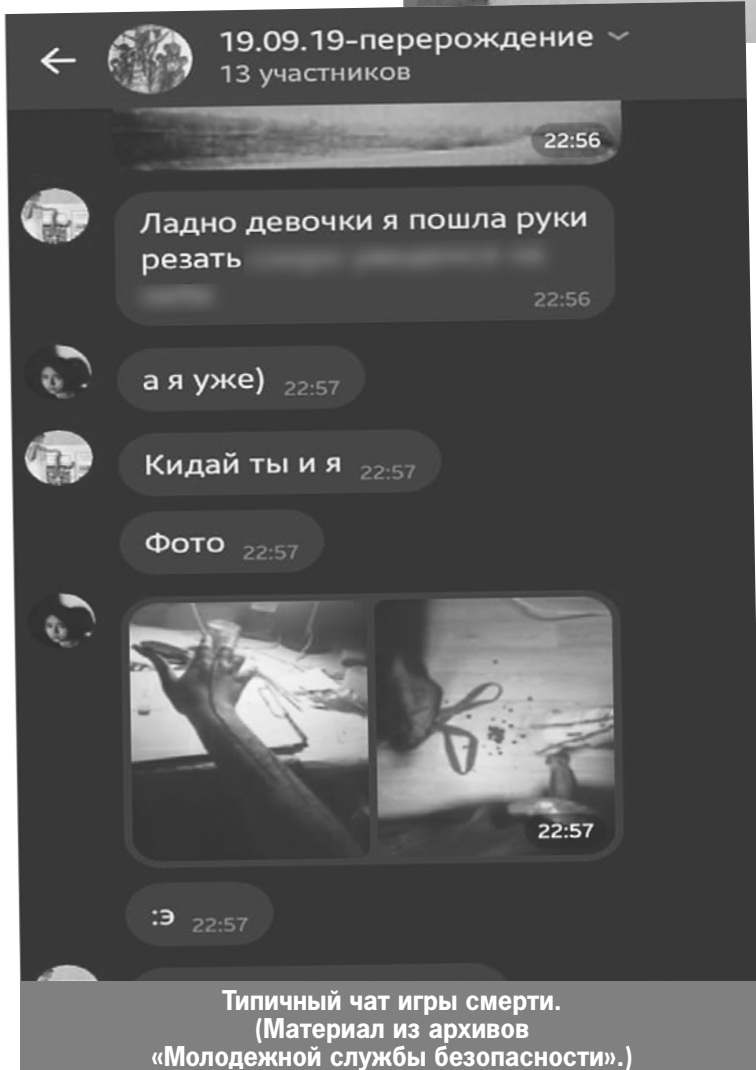 19.09.19-перерождение
13 участников
22:56
Ладно девочки я пошла руки
резать
22:56
а я уже) 22:57
Кидай ты и я 22:57
Фото 22:57
22:57
:э 22:57
Типичный чат игры смерти.
(Материал из архивов
«Молодежной службы безопасности».)